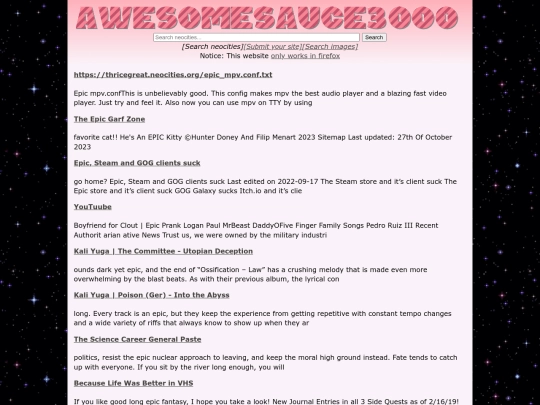 AWESOMESAUCE3000
Search neocities... Search
[Search neocities][Submit your site][Search images]
Notice: This website only works in firefox
https://thricegreat.neocities.org/epic_mpv.conf.txt
Epic mpv.confThis is unbelievably good. This config makes mpv the best audio player and a blazing fast video
player. Just try and feel it. Also now you can use mpv on TTY by using
The Epic Garf Zone
favorite cat!! He's An EPIC Kitty ©Hunter Doney And Filip Menart 2023 Sitemap Last updated: 27th Of October
2023
Epic, Steam and GOG clients suck
go home? Epic, Steam and GOG clients suck Last edited on 2022-09-17 The Steam store and it's client suck The
Epic store and it's client suck GOG Galaxy sucks Itch.io and it's clie
YouTuube
Boyfriend for Clout | Epic Prank Logan Paul MrBeast DaddyOFive Finger Family Songs Pedro Ruiz III Recent
Authorit arian ative News Trust us, we were owned by the military industri
Kali Yuga | The Committee - Utopian Deception
ounds dark yet epic, and the end of “Ossification – Law” has a crushing melody that is made even more
overwhelming by the blast beats. As with their previous album, the lyrical con
Kali Yuga | Poison (Ger) - Into the Abyss
long. Every track is an epic, but they keep the experience from getting repetitive with constant tempo changes
and a wide variety of riffs that always know to show up when they ar
The Science Career General Paste
politics, resist the epic nuclear approach to leaving, and keep the moral high ground instead. Fate tends to catch
up with everyone. If you sit by the river long enough, you will
Because Life Was Better in VHS
If you like good long epic fantasy, I hope you take a look! New Journal Entries in all 3 Side Quests as of 2/16/19!